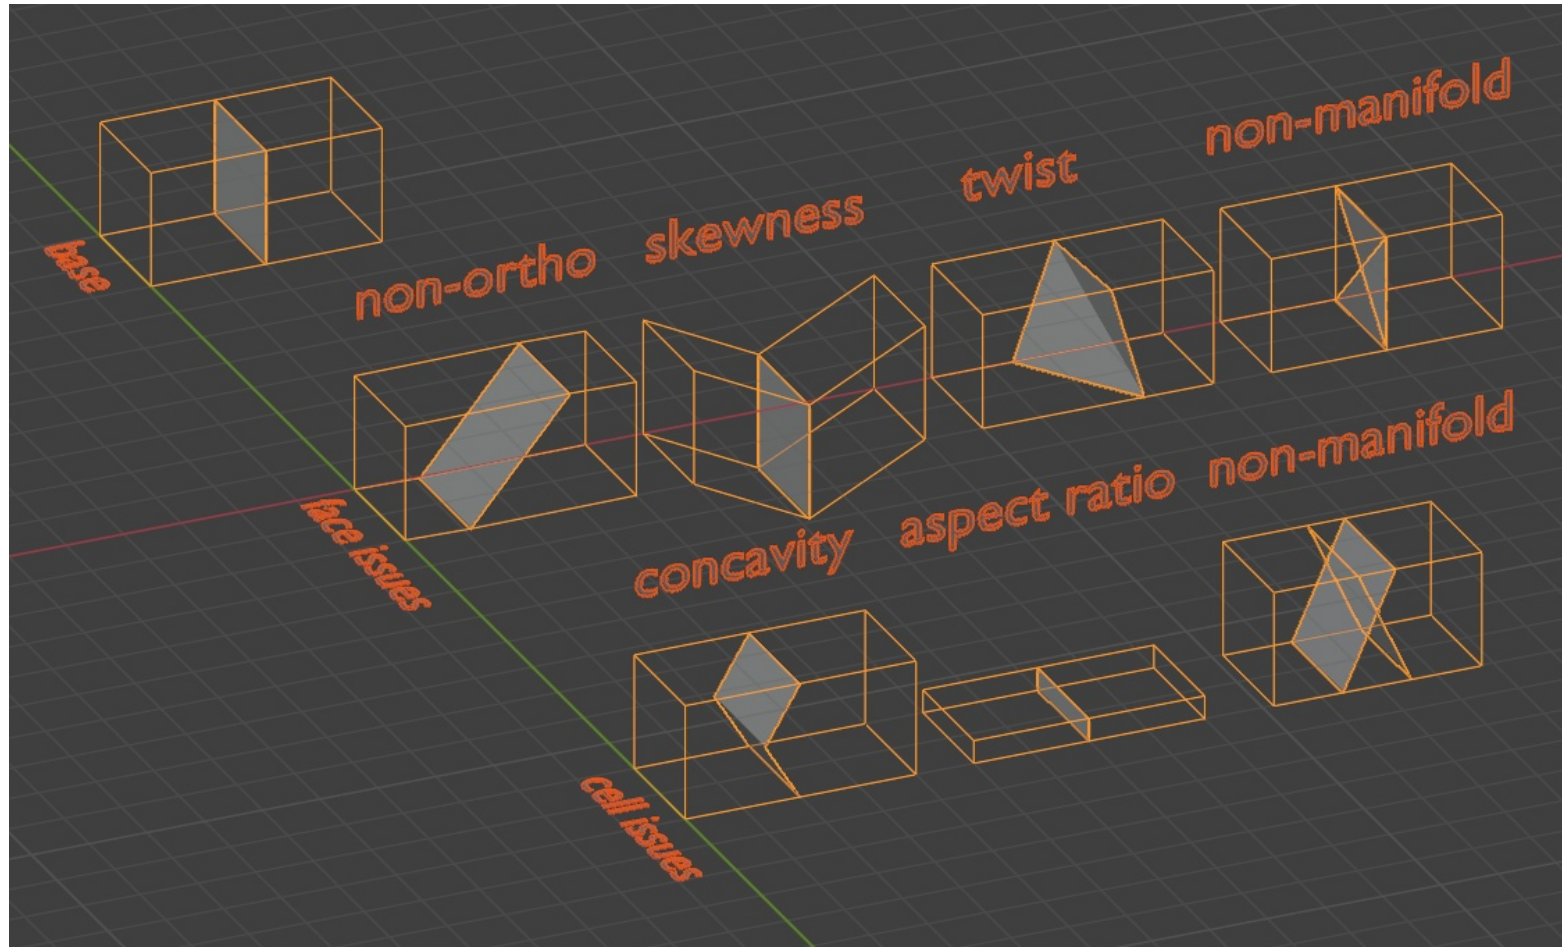 base
non-ortho
skewness
twist
non-manifold
face issues
concavity
aspect ratio
non-manifold
cell issues